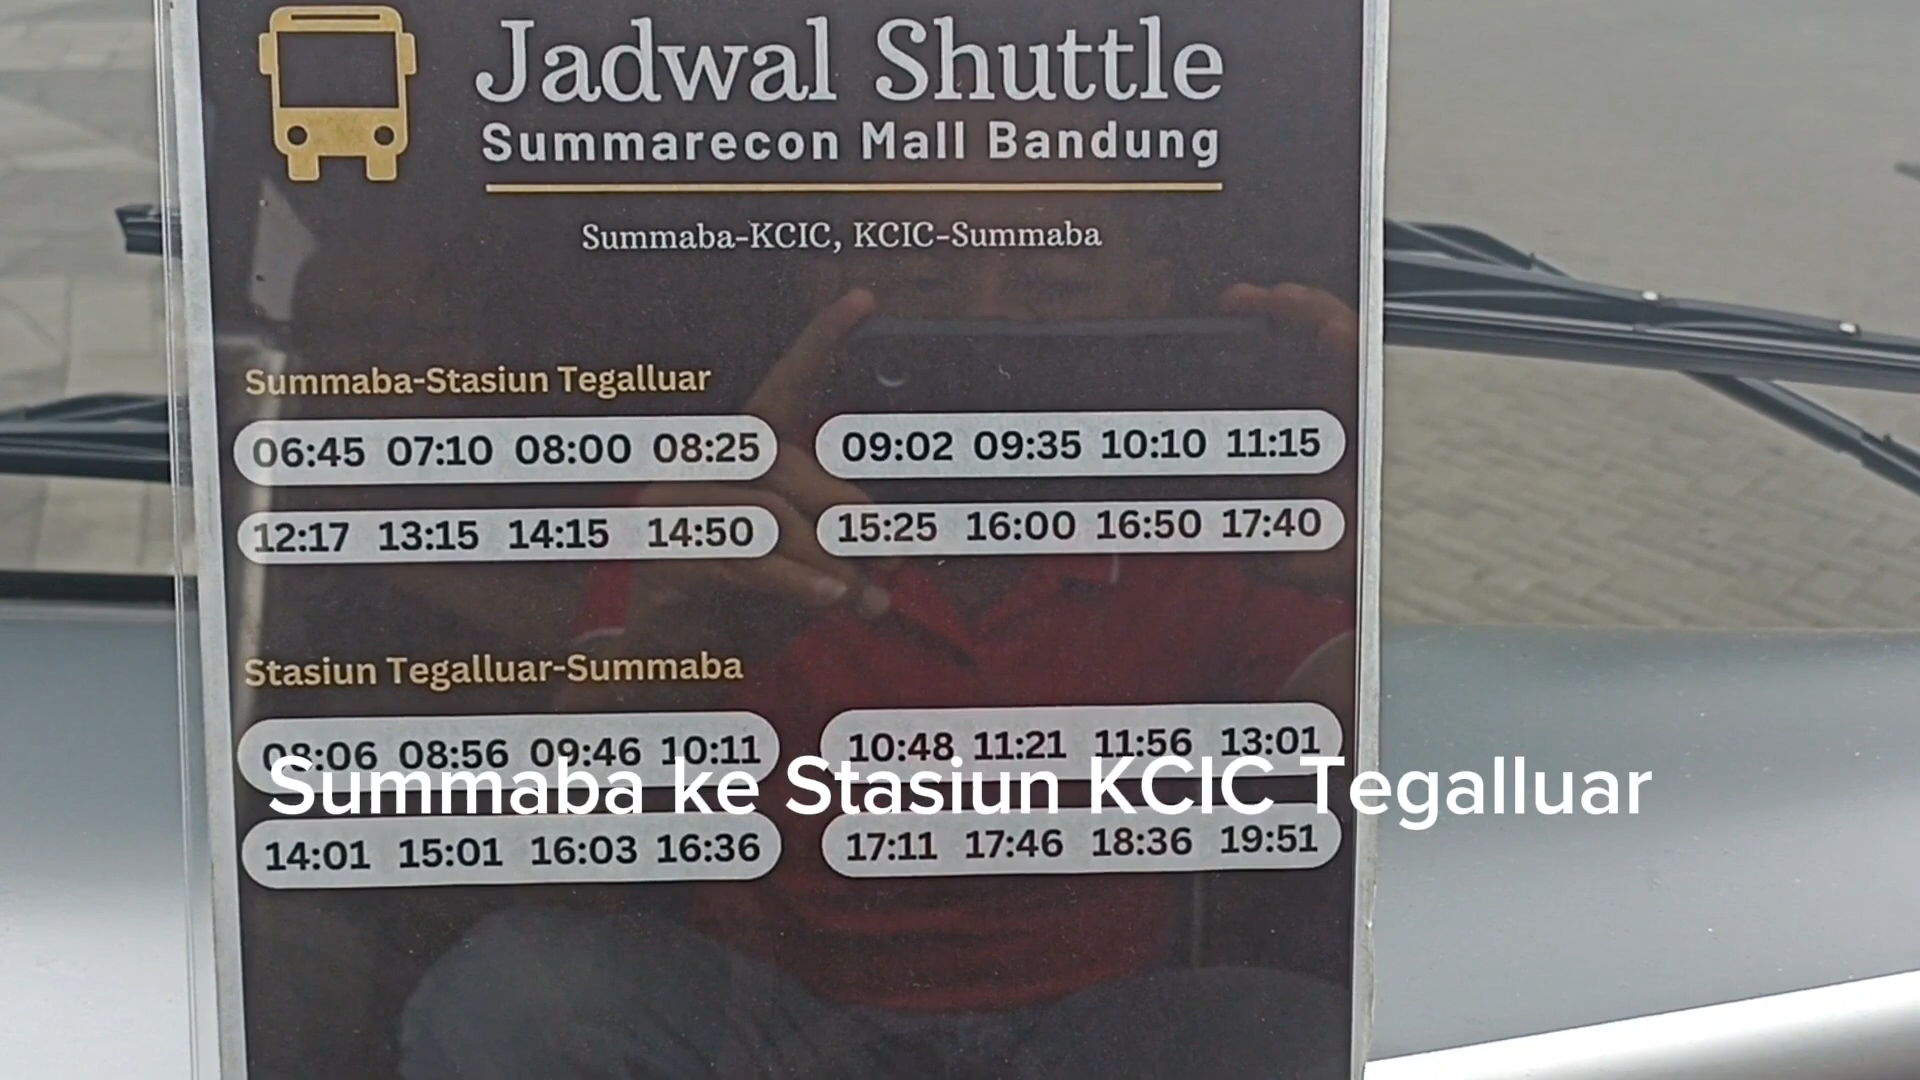 Jadwal Shuttle
Summarecon Mall Bandung
Summaba-KCIC, KCIC-Summaba
Summaba-Stasiun Tegalluar
06:45 07:10 08:00 08:25 09:02 09:35 10:10 11:15
12:17 13:15 14:15 14:50 15:25 16:00 16:50 17:40
Stasiun Tegalluar-Summaba
08:06 08:56 09:46 10:11 10:48 11:21 11:56 13:01
Summaba ke Stasiun KCIC Tegalluar
14:01 15:01 16:03 16:36 17:11 17:46 18:36 19:51